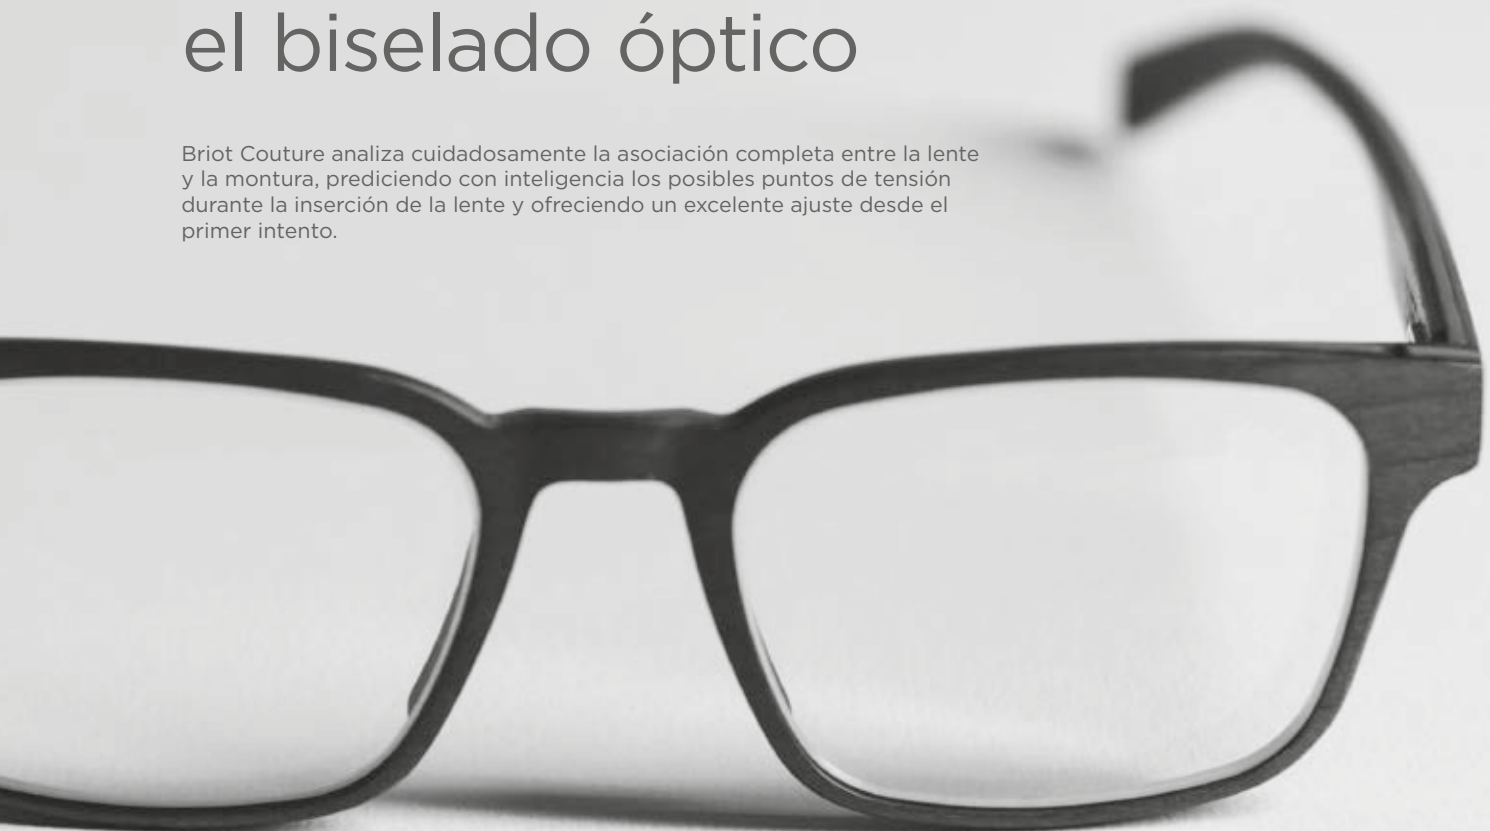 el biselado óptico
Briot Couture analiza cuidadosamente la asociación completa entre la lente
y la montura, prediciendo con inteligencia los posibles puntos de tensión
durante la inserción de la lente y ofreciendo un excelente ajuste desde el
primer intento.